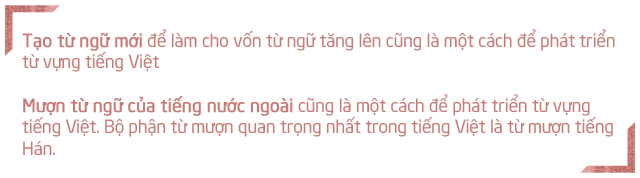 Tạo từ ngữ mới để làm cho vốn từ ngữ tăng lên cũng là một cách để phát triển
từ vựng tiếng Việt
Mượn từ ngữ của tiếng nước ngoài cũng là một cách để phát triển từ vựng
tiếng Việt. Bộ phận từ mượn quan trọng nhất trong tiếng Việt là từ mượn tiếng
Hán.